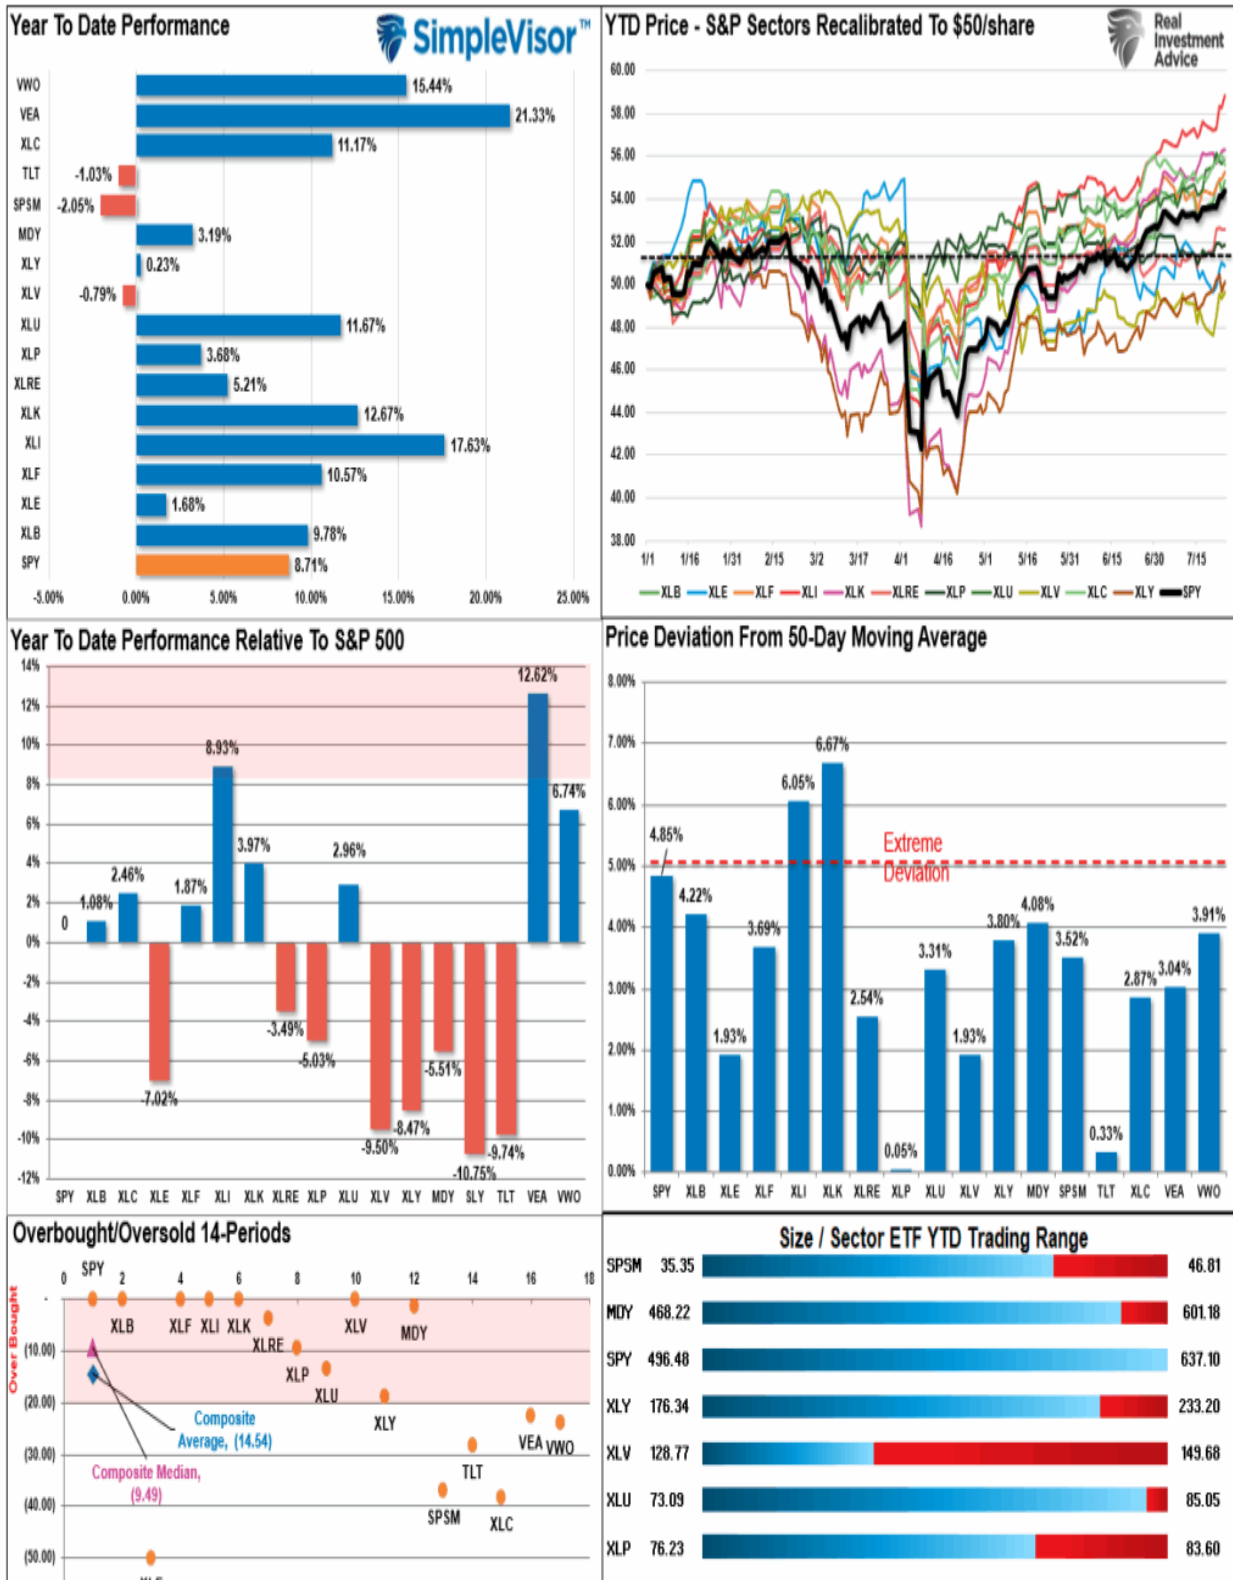 Year To Date Performance
SimpleVisor™
VWO 15.44%
VEA 21.33%
XLC 11.17%
TLT -1.03%
SPSM -2.05%
MDY 3.19%
XLY 0.23%
XLV -0.79%
XLU 11.67%
XLP 3.68%
XLRE 5.21%
XLK 12.67%
XLI 17.63%
XLF 10.57%
XLE 1.68%
XLB 9.78%
SPY 8.71%
-5.00% 0.00% 5.00% 10.00% 15.00% 20.00% 25.00%
YTD Price - S&P Sectors Recalibrated To $50/share
Real
Investment
Advice
60.00
58.00
56.00
54.00
52.00
50.00
48.00
46.00
44.00
42.00
40.00
38.00
1/1 1/16 1/31 2/15 3/2 3/17 4/1 4/16 5/1 5/16 5/31 6/15 6/30 7/15
XLB XLE XLF XLI XLK XLRE XLP XLU XLV XLC XLY SPY
Year To Date Performance Relative To S&P 500
14%
12%
10%
8%
6%
4%
2%
0%
-2%
-4%
-6%
-8%
-10%
-12%
0 1.08% 2.46% -7.02% 1.87% 8.93% 3.97% -3.49% -5.03% 2.96% -9.50% -8.47% -5.51% -10.75% -9.74% 12.62% 6.74%
SPY XLB XLC XLE XLF XLI XLK XLRE XLP XLU XLV XLY MDY SLY TLT VEA VWO
Price Deviation From 50-Day Moving Average
8.00%
7.00%
6.00%
5.00%
4.00%
3.00%
2.00%
1.00%
0.00%
Extreme
Deviation
4.85% 4.22% 1.93% 3.69% 6.05% 6.67% 2.54% 0.05% 3.31% 1.93% 3.80% 4.08% 3.52% 0.33% 2.87% 3.04% 3.91%
SPY XLB XLE XLF XLI XLK XLRE XLP XLU XLV XLY MDY SPSM TLT XLC VEA VWO
Overbought/Oversold 14-Periods
0 2 4 6 8 10 12 14 16 18
Over Bought
-
(10.00)
(20.00)
(30.00)
(40.00)
(50.00)
SPY
XLB XLF XLI XLK XLV MDY
XLRE
XLP
XLU
XLY
VEA VWO
TLT
SPSM
XLC
Composite
Average, (14.54)
Composite Median,
(9.49)
Size / Sector ETF YTD Trading Range
SPSM 35.35 46.81
MDY 468.22 601.18
SPY 496.48 637.10
XLY 176.34 233.20
XLV 128.77 149.68
XLU 73.09 85.05
XLP 76.23 83.60